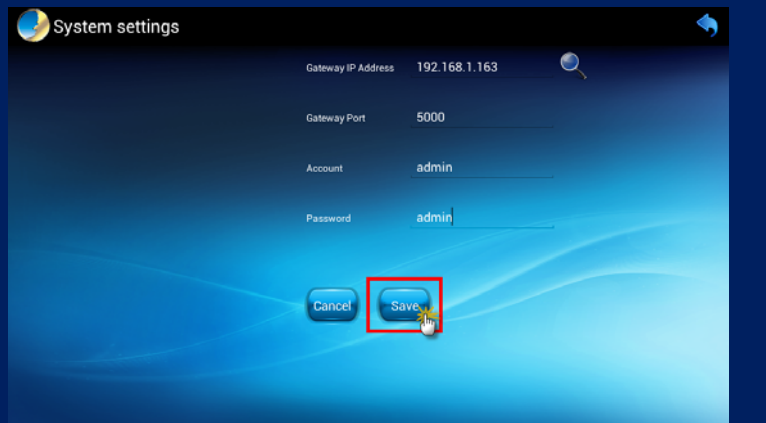 System settings
Gateway IP Address 192.168.1.163
Gateway Port 5000
Account admin
Password admin
Cancel Save